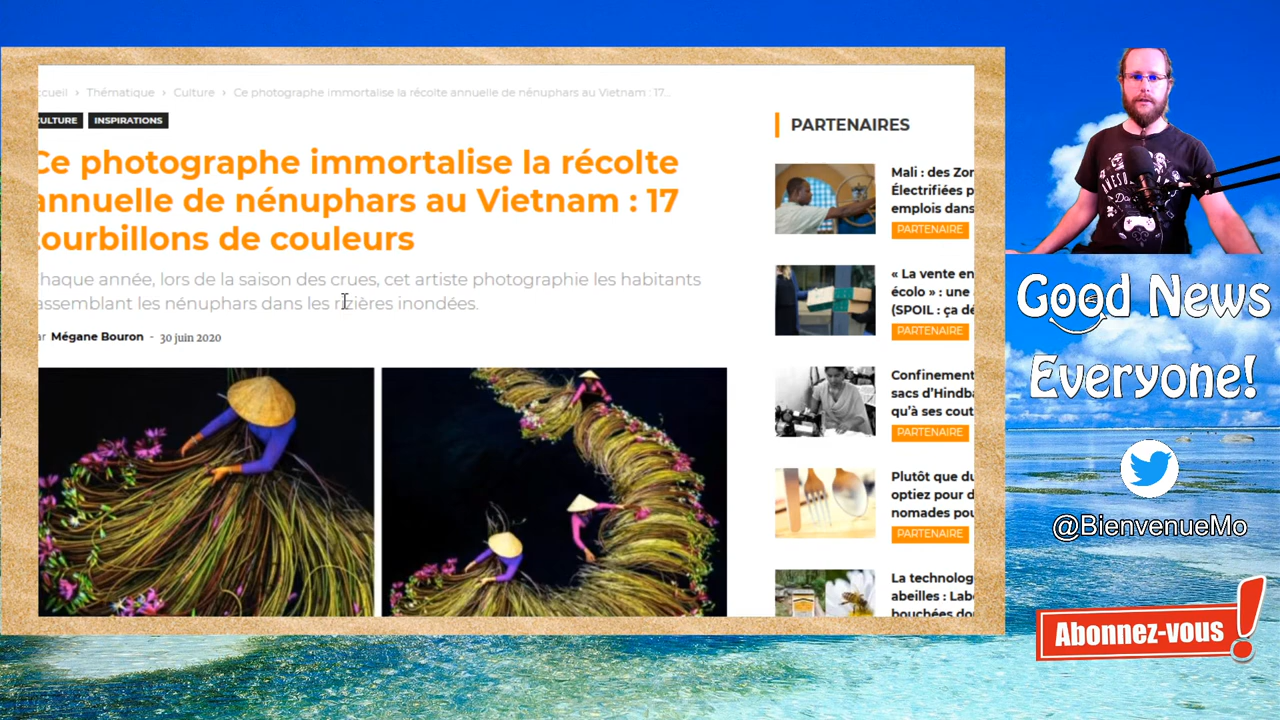 cueil › Thématique › Culture › Ce photographe immortalise la récolte annuelle de nénuphars au Vietnam : 17...
CULTURE INSPIRATIONS
Ce photographe immortalise la récolte
annuelle de nénuphars au Vietnam : 17
tourbillons de couleurs
haque année, lors de la saison des crues, cet artiste photographie les habitants
assemblant les nénuphars dans les rizières inondées.
ar Mégane Bouron - 30 juin 2020
PARTENAIRES
Mali : des Zon
Électrifiées p
emplois dans
PARTENAIRE
« La vente en
écolo » : une
(SPOIL : ça dé
PARTENAIRE
Confinement
sacs d'Hindba
qu'à ses cout
PARTENAIRE
Plutôt que du
optiez pour d
nomades pou
PARTENAIRE
La technolog
abeilles : Labe
bouchées do
AWESOME
Good News
Everyone!
@BienvenueMo
Abonnez-vous !